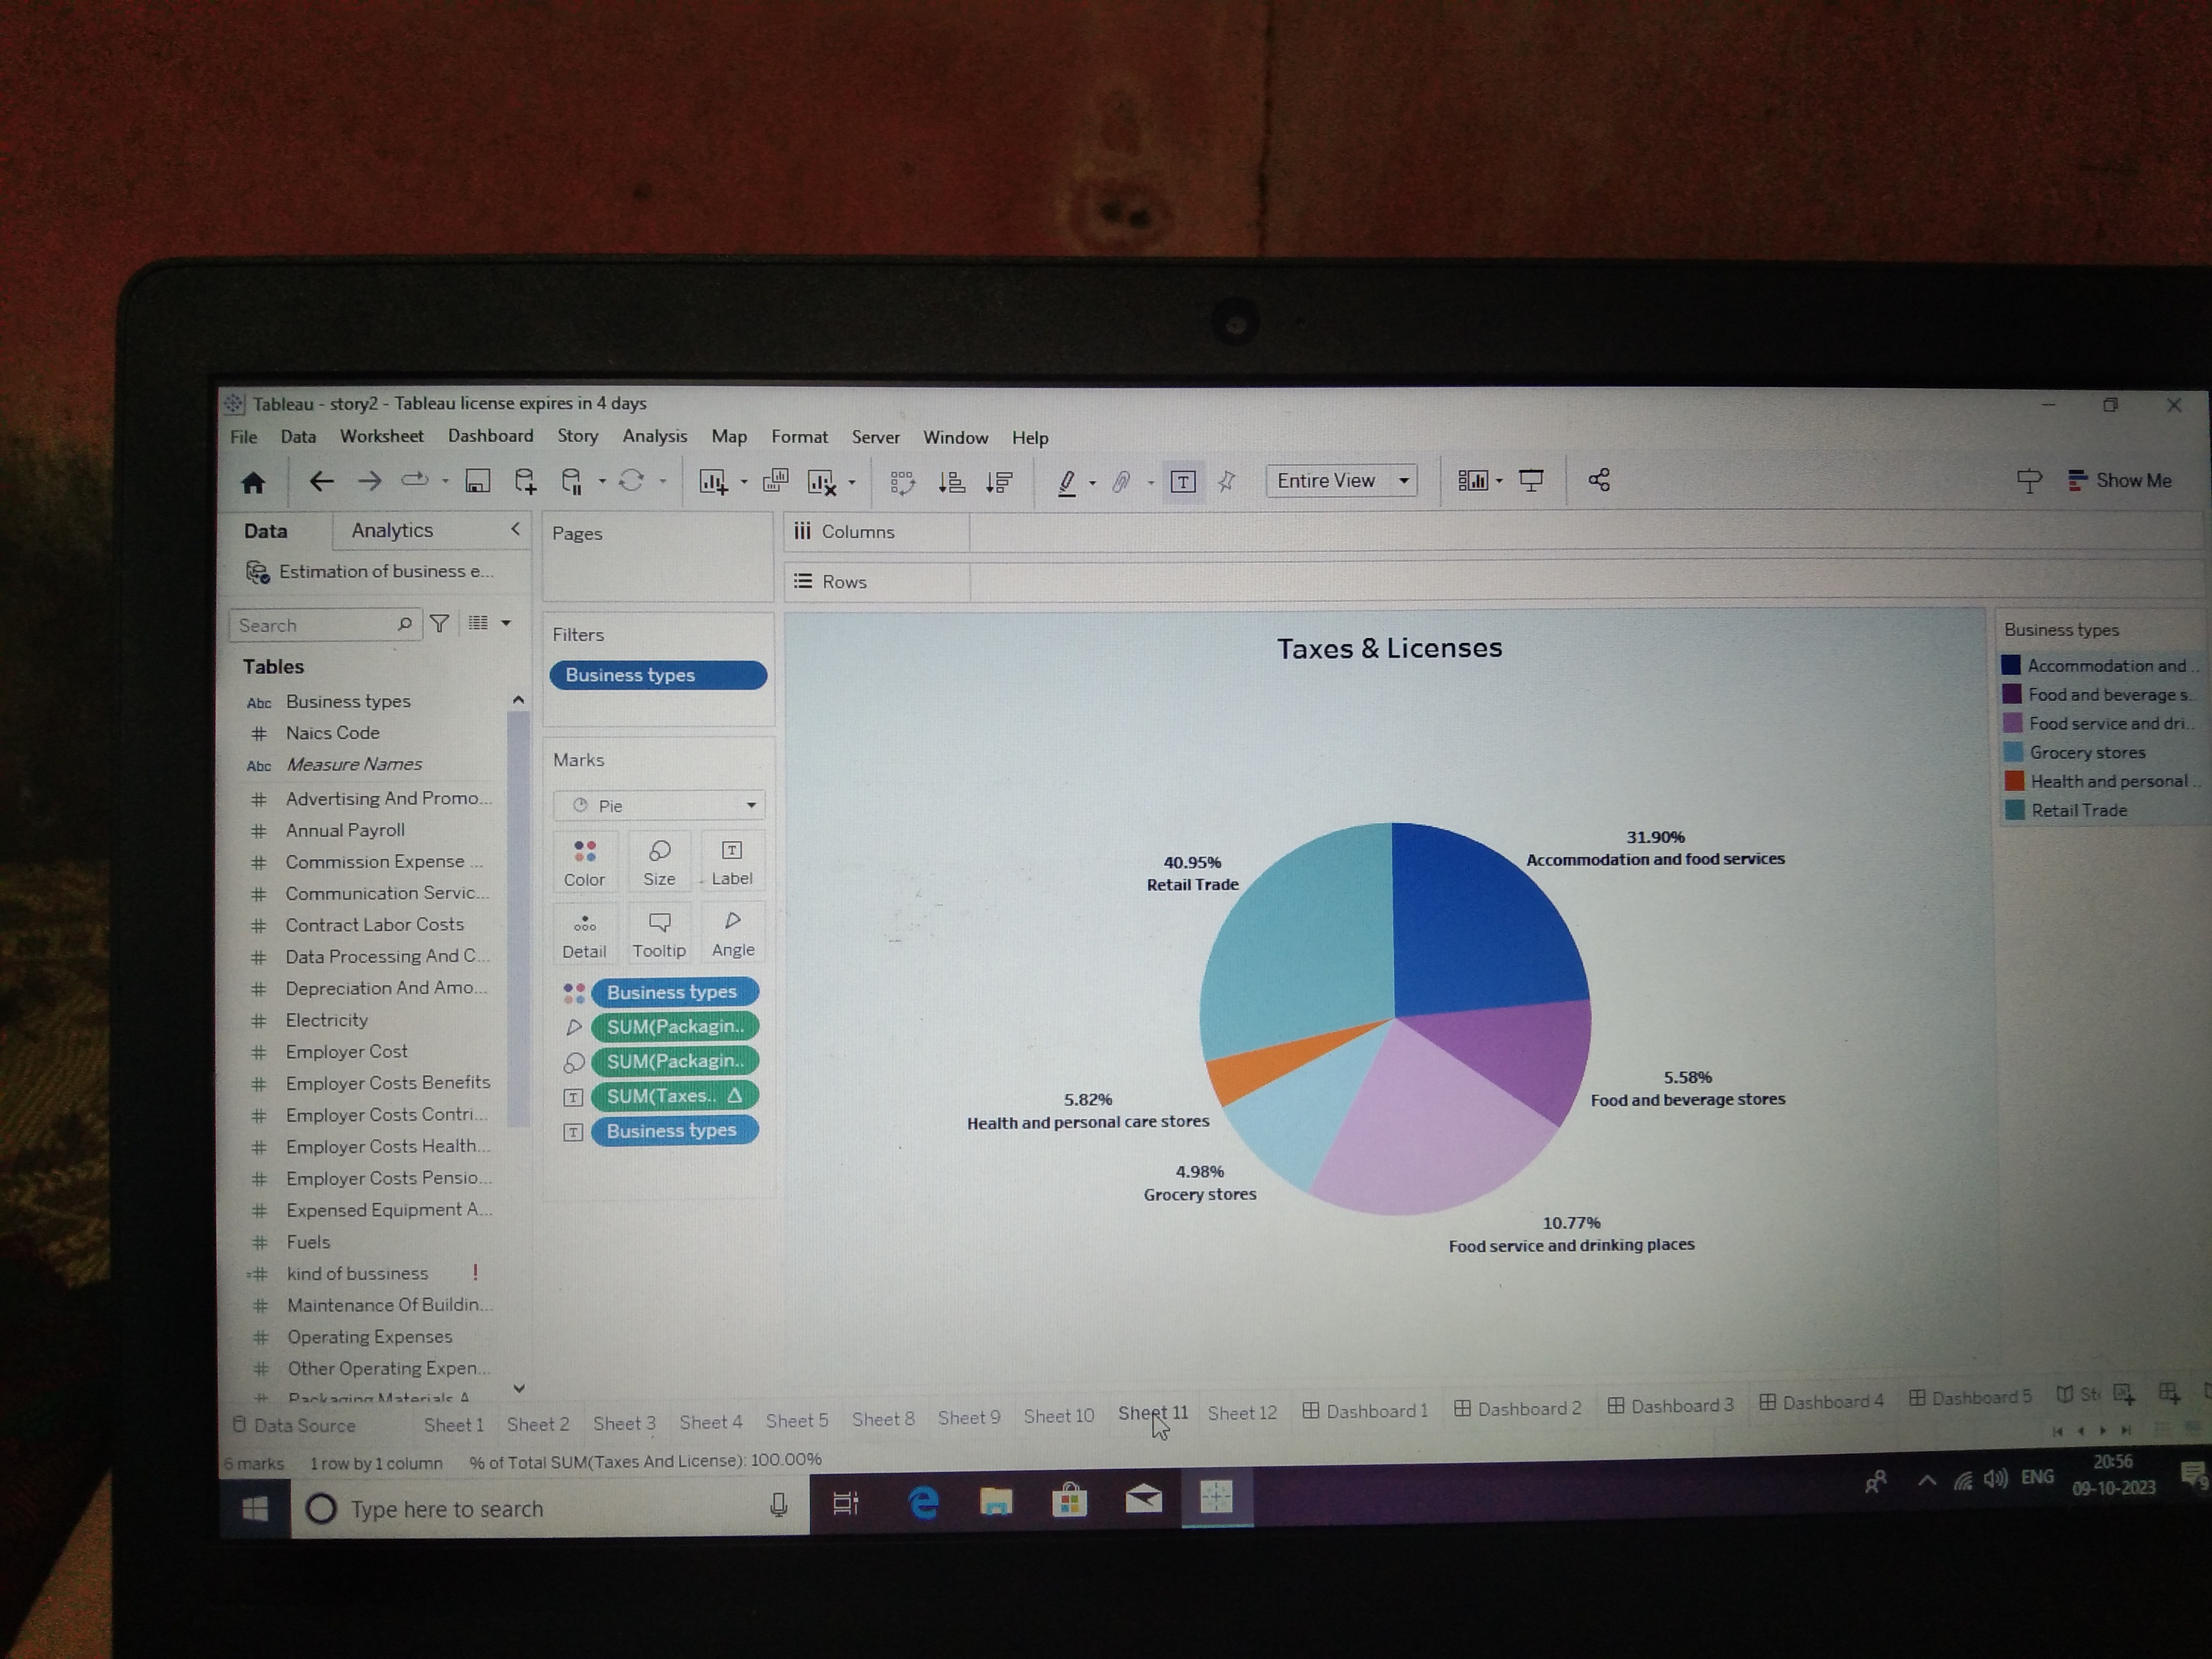 Tableau - story2 - Tableau license expires in 4 days
File Data Worksheet Dashboard Story Analysis Map Format Server Window Help
Entire View
Show Me
Data
Analytics
Estimation of business e...
Search
Tables
Abc Business types
# Naics Code
Abc Measure Names
# Advertising And Promo...
# Annual Payroll
# Commission Expense ...
# Communication Servic...
# Contract Labor Costs
# Data Processing And C...
# Depreciation And Amo...
# Electricity
# Employer Cost
# Employer Costs Benefits
# Employer Costs Contri...
# Employer Costs Health...
# Employer Costs Pensio...
# Expensed Equipment A...
# Fuels
=# kind of bussiness !
# Maintenance Of Buildin...
# Operating Expenses
# Other Operating Expen...
# Packaging Materials A
Pages
Filters
Business types
Marks
Pie
Color Size Label
Detail Tooltip Angle
Business types
SUM(Packagin..
SUM(Packagin..
SUM(Taxes.. Δ
Business types
Columns
Rows
Taxes & Licenses
31.90%
Accommodation and food services
40.95%
Retail Trade
5.58%
Food and beverage stores
5.82%
Health and personal care stores
4.98%
Grocery stores
10.77%
Food service and drinking places
Business types
Accommodation and ..
Food and beverage s..
Food service and dri..
Grocery stores
Health and personal ..
Retail Trade
Data Source Sheet 1 Sheet 2 Sheet 3 Sheet 4 Sheet 5 Sheet 8 Sheet 9 Sheet 10 Sheet 11 Sheet 12 Dashboard 1 Dashboard 2 Dashboard 3 Dashboard 4 Dashboard 5 St
6 marks 1 row by 1 column % of Total SUM(Taxes And License): 100.00%
Type here to search
ENG
20:56
09-10-2023
9